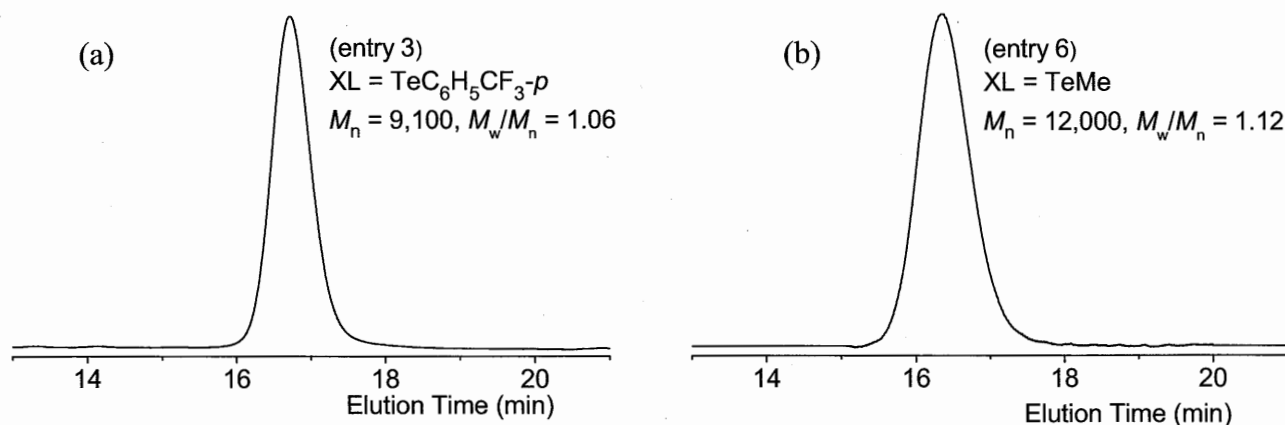 (a)
(entry 3)
XL = TeC6H5CF3-p
Mn = 9,100, Mw/Mn = 1.06
14 16 18 20
Elution Time (min)
(b)
(entry 6)
XL = TeMe
Mn = 12,000, Mw/Mn = 1.12
14 16 18 20
Elution Time (min)